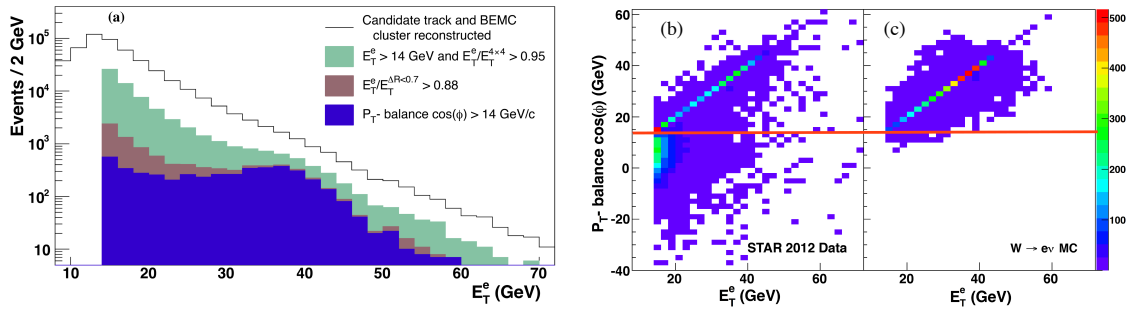 (a)
Candidate track and BEMC
cluster reconstructed
E_T^e > 14 GeV and E_T^e/E_T^{4×4} > 0.95
E_T^e/E_T^{ΔR<0.7} > 0.88
P_T- balance cos(ϕ) > 14 GeV/c
Events / 2 GeV
10^5
10^4
10^3
10^2
10
10 20 30 40 50 60 70
E_T^e (GeV)
P_T- balance cos(ϕ) (GeV)
60
40
20
0
-20
-40
(b)
STAR 2012 Data
20 40 60
E_T^e (GeV)
(c)
W → eν MC
20 40 60
E_T^e (GeV)
500
400
300
200
100